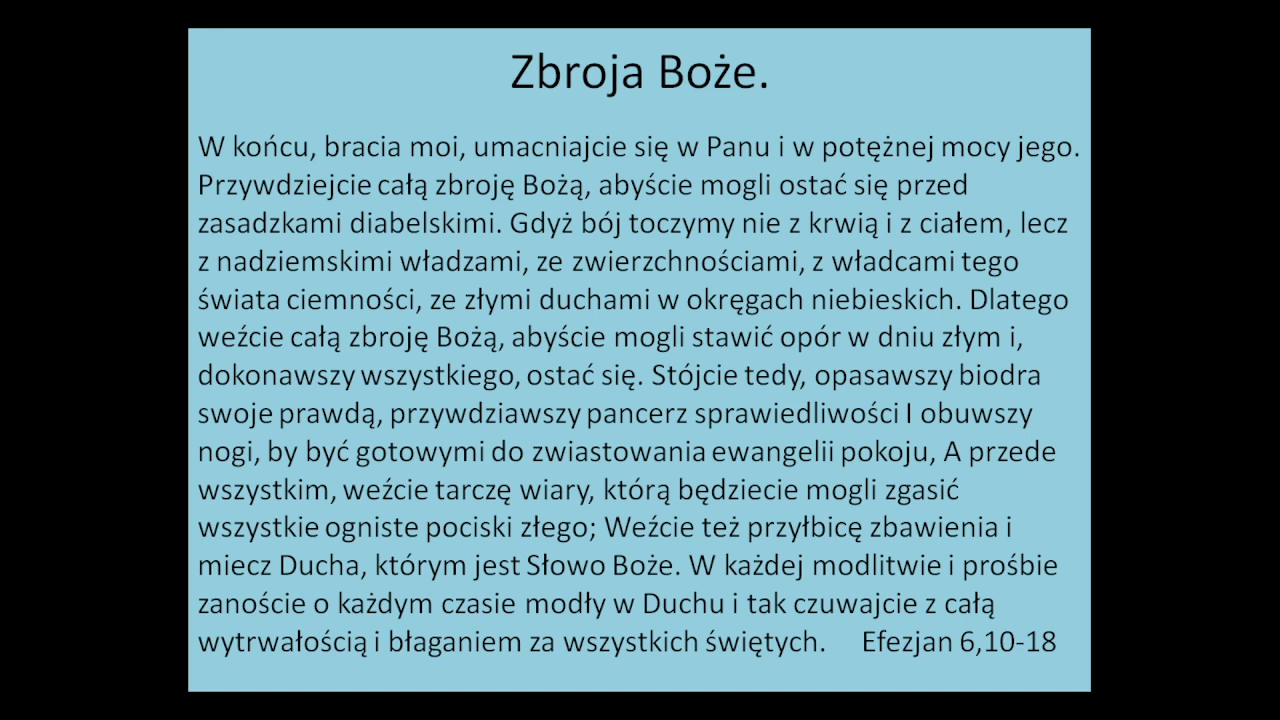 Zbroja Boże.
W końcu, bracia moi, umacniajcie się w Panu i w potężnej mocy jego.
Przywdziejcie całą zbroję Bożą, abyście mogli ostać się przed
zasadzkami diabelskimi. Gdyż bój toczymy nie z krwią i z ciałem, lecz
z nadziemskimi władzami, ze zwierzchnościami, z władcami tego
świata ciemności, ze złymi duchami w okręgach niebieskich. Dlatego
weźcie całą zbroję Bożą, abyście mogli stawić opór w dniu złym i,
dokonawszy wszystkiego, ostać się. Stójcie tedy, opasawszy biodra
swoje prawdą, przywdziawszy pancerz sprawiedliwości I obuwszy
nogi, by być gotowymi do zwiastowania ewangelii pokoju, A przede
wszystkim, weźcie tarczę wiary, którą będziecie mogli zgasić
wszystkie ogniste pociski złego; Weźcie też przyłbicę zbawienia i
miecz Ducha, którym jest Słowo Boże. W każdej modlitwie i prośbie
zanoście o każdym czasie modły w Duchu i tak czuwajcie z całą
wytrwałością i błaganiem za wszystkich świętych. Efezjan 6,10-18